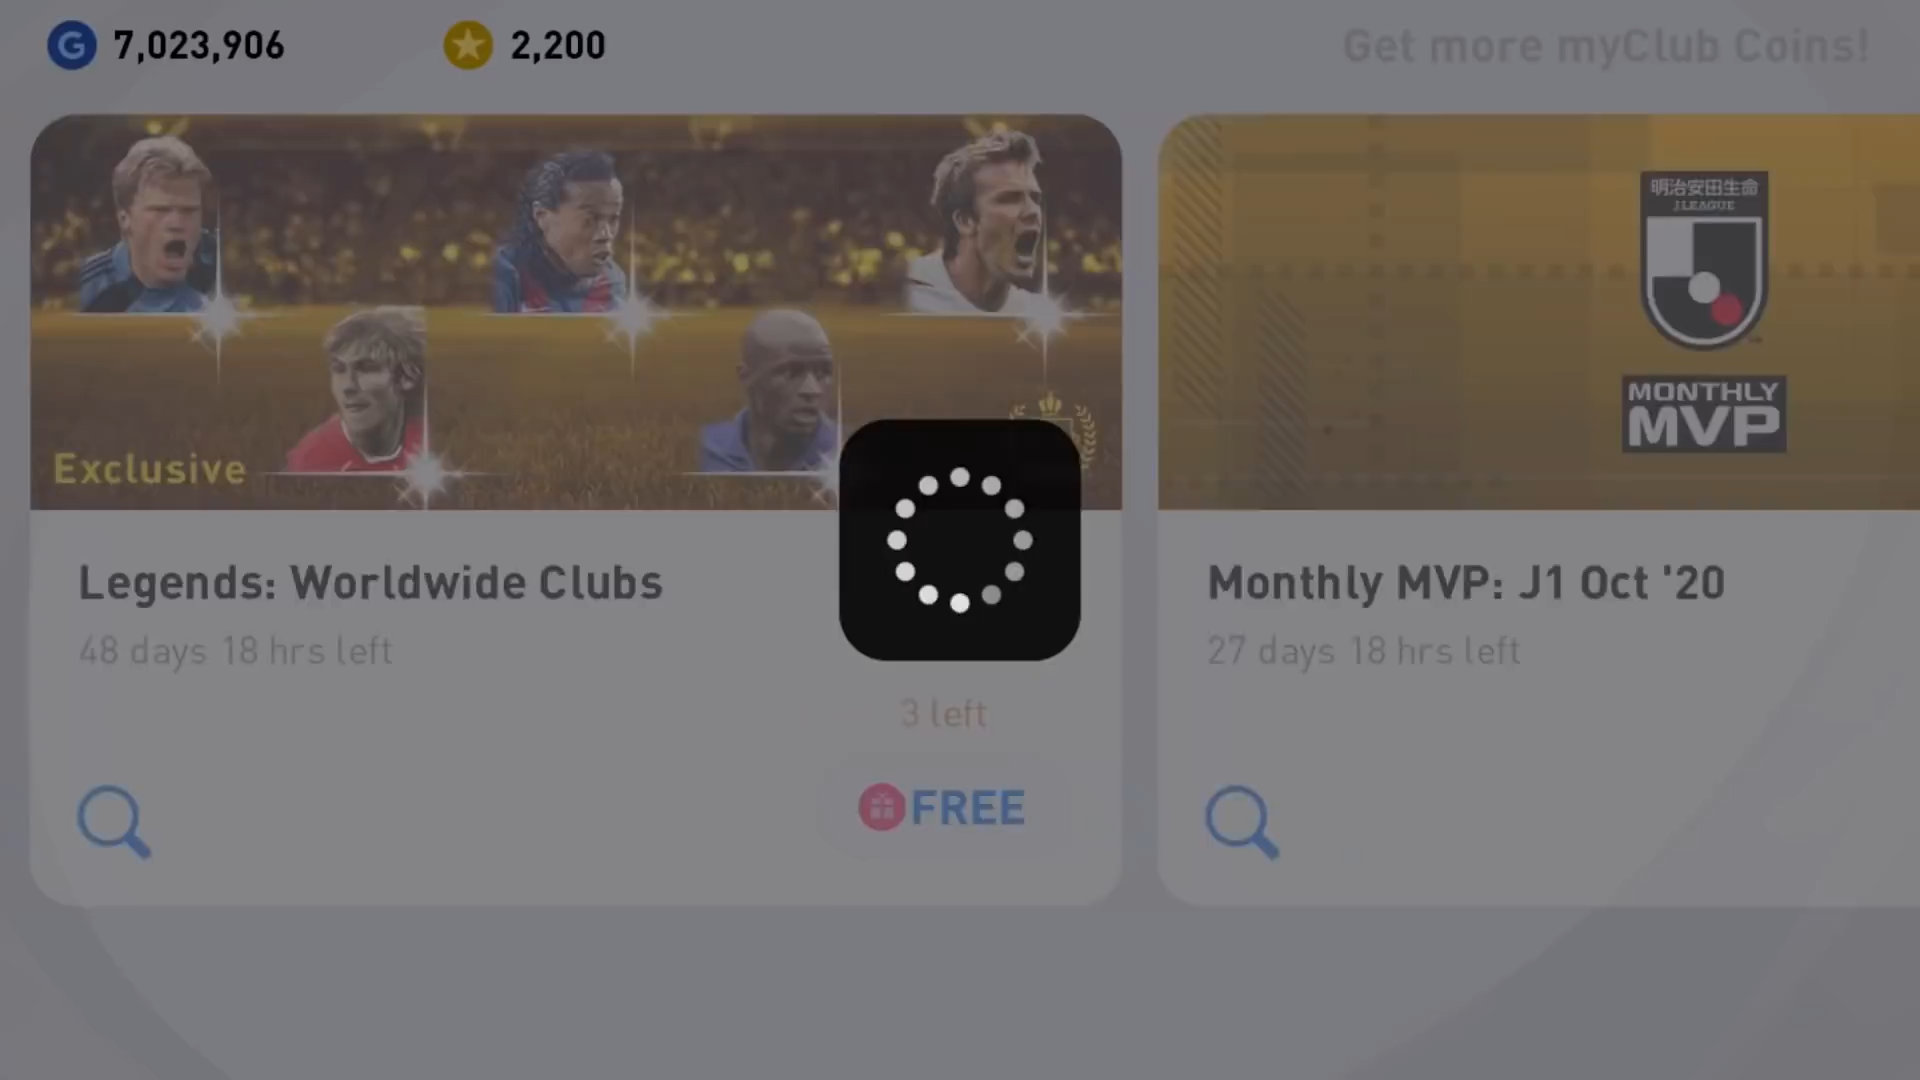 G 7,023,906
2,200
Get more myClub Coins!
Exclusive
明治安田生命
J.LEAGUE
MONTHLY
MVP
Legends: Worldwide Clubs
48 days 18 hrs left
3 left
FREE
Monthly MVP: J1 Oct '20
27 days 18 hrs left